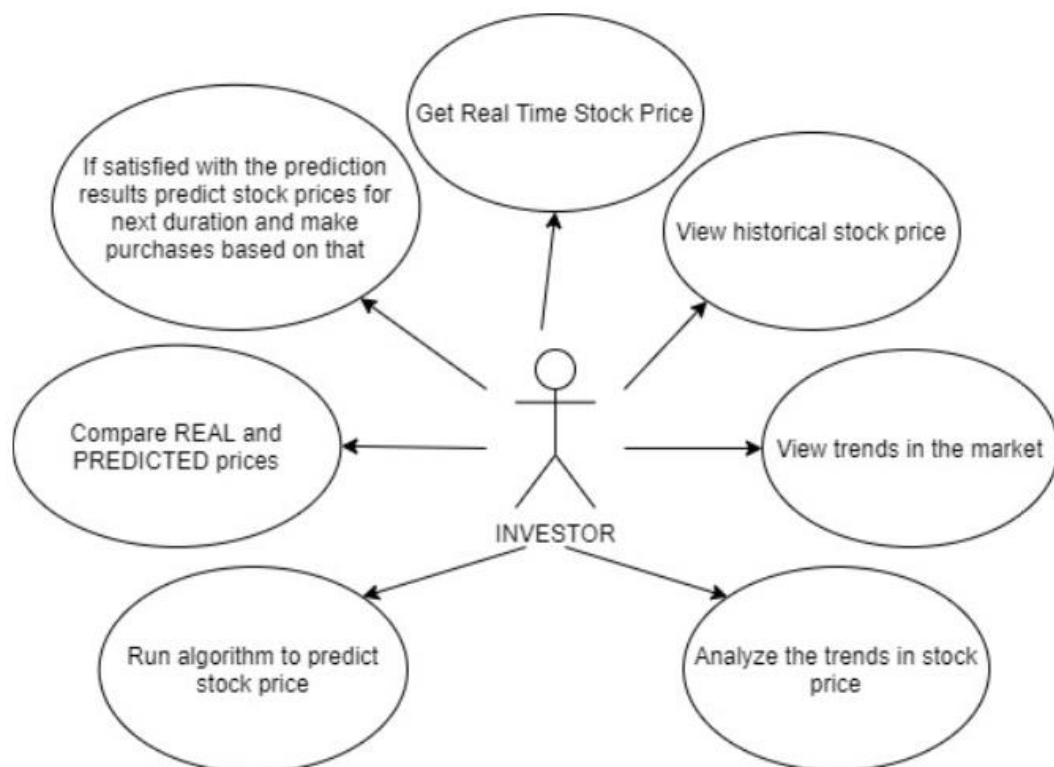 Get Real Time Stock Price
If satisfied with the prediction
results predict stock prices for
next duration and make
purchases based on that
View historical stock price
Compare REAL and
PREDICTED prices
View trends in the market
INVESTOR
Run algorithm to predict
stock price
Analyze the trends in stock
price